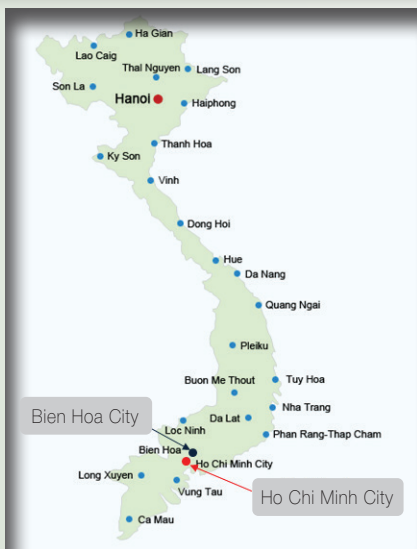 Ha Gian
Lao Caig
Thal Nguyen
Lang Son
Son La
Hanoi
Haiphong
Thanh Hoa
Ky Son
Vinh
Dong Hoi
Hue
Da Nang
Quang Ngai
Pleiku
Buon Me Thout
Tuy Hoa
Bien Hoa City
Nha Trang
Da Lat
Loc Ninh
Phan Rang-Thap Cham
Bien Hoa
Ho Chi Minh City
Long Xuyen
Vung Tau
Ho Chi Minh City
Ca Mau